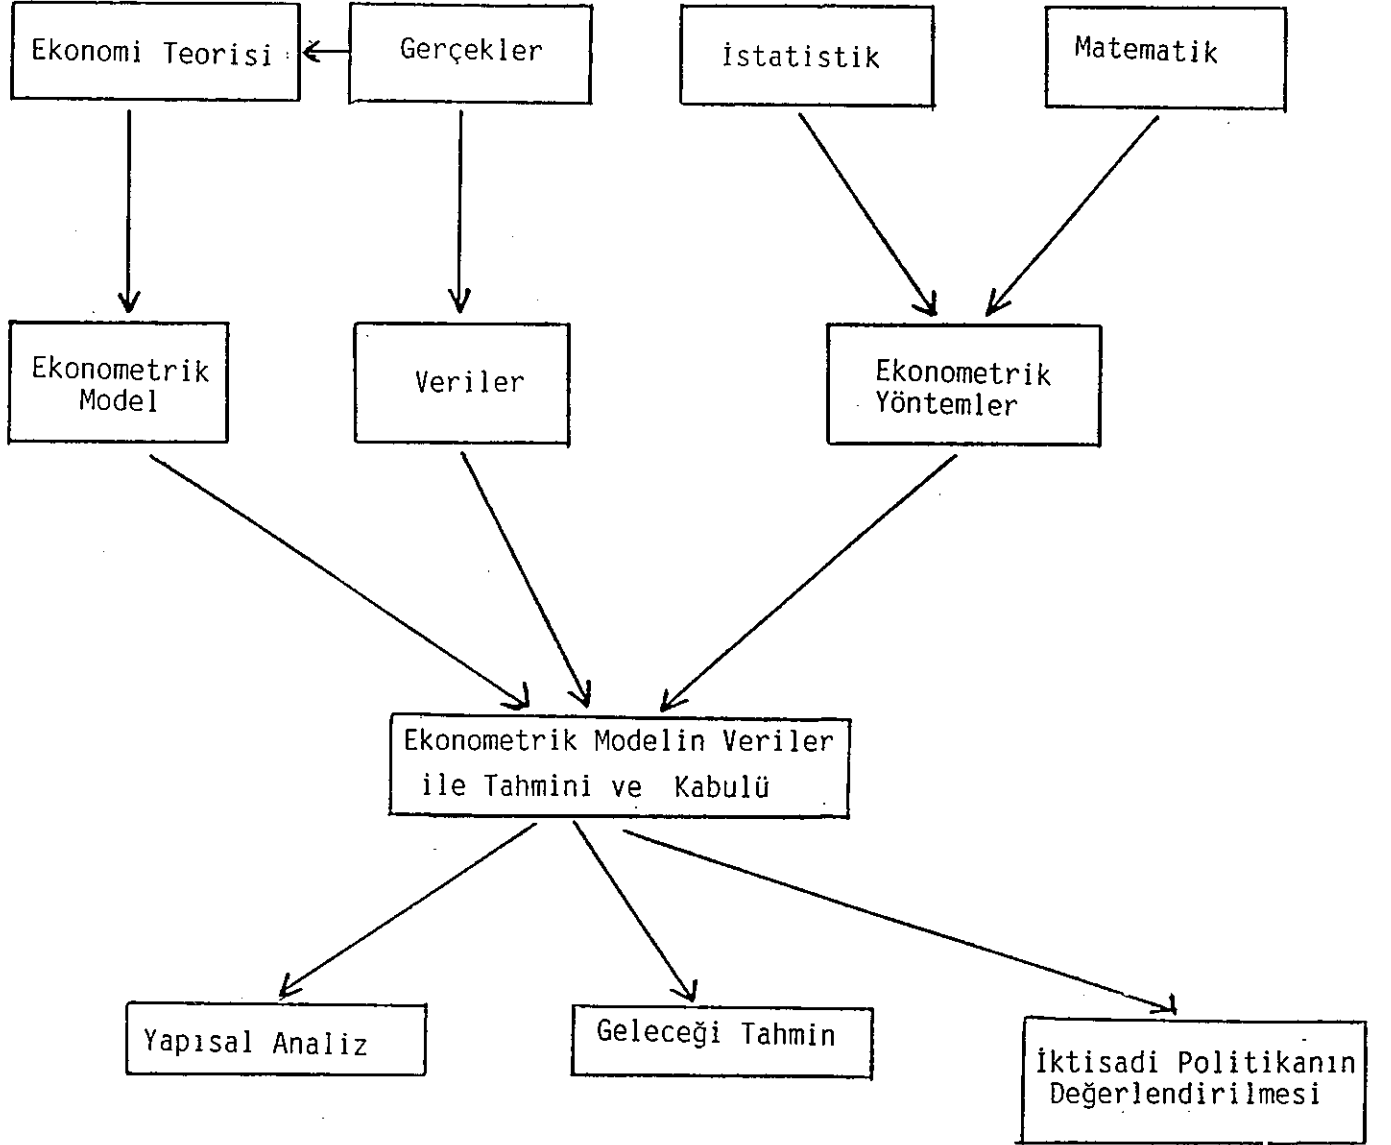 Ekonomi Teorisi
Gerçekler
İstatistik
Matematik
Ekonometrik
Model
Veriler
Ekonometrik
Yöntemler
Ekonometrik Modelin Veriler
ile Tahmini ve Kabulü
Yapısal Analiz
Geleceği Tahmin
İktisadi Politikanın
Değerlendirilmesi